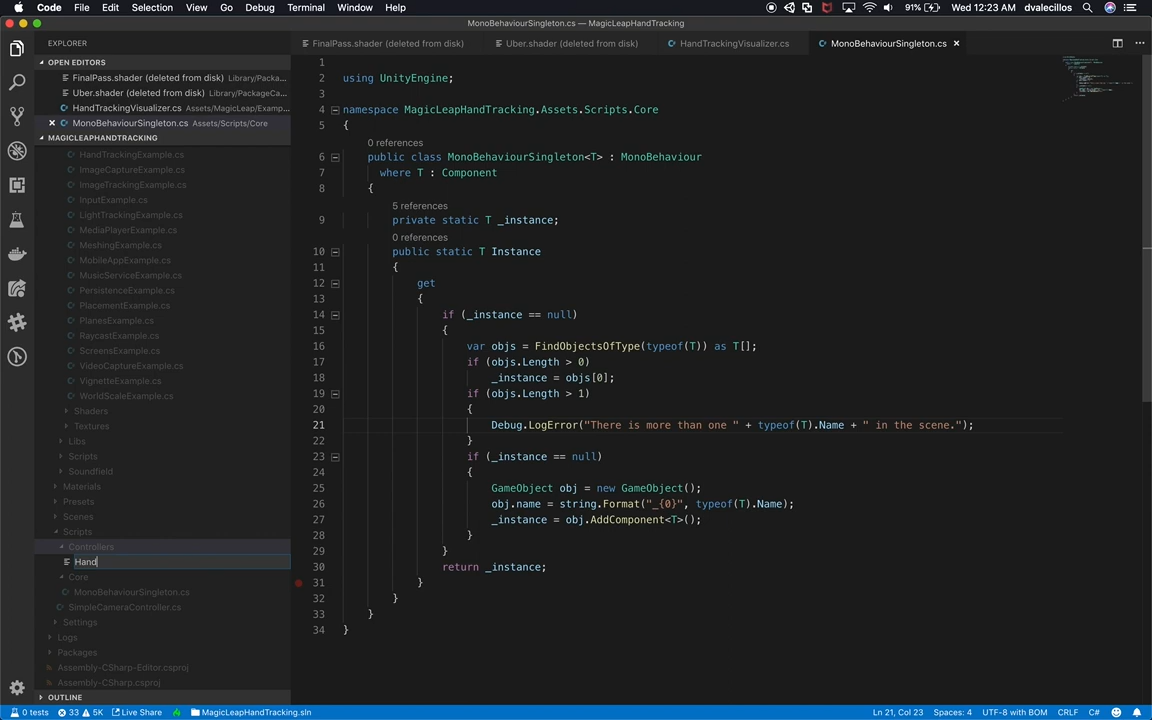 Code File Edit Selection View Go Debug Terminal Window Help
91% Wed 12:23 AM dvalecillos
MonoBehaviourSingleton.cs — MagicLeapHandTracking
EXPLORER
FinalPass.shader (deleted from disk) Uber.shader (deleted from disk) HandTrackingVisualizer.cs MonoBehaviourSingleton.cs
OPEN EDITORS
FinalPass.shader (deleted from disk) Library/Packa...
Uber.shader (deleted from disk) Library/PackageCa...
HandTrackingVisualizer.cs Assets/MagicLeap/Examp...
MonoBehaviourSingleton.cs Assets/Scripts/Core
MAGICLEAPHANDTRACKING
HandTrackingExample.cs
ImageCaptureExample.cs
ImageTrackingExample.cs
InputExample.cs
LightTrackingExample.cs
MediaPlayerExample.cs
MeshingExample.cs
MobileAppExample.cs
MusicServiceExample.cs
PersistenceExample.cs
PlacementExample.cs
PlanesExample.cs
RaycastExample.cs
ScreensExample.cs
VideoCaptureExample.cs
VignetteExample.cs
WorldScaleExample.cs
Shaders
Textures
Libs
Scripts
Soundfield
Materials
Presets
Scenes
Scripts
Controllers
Hand
Core
MonoBehaviourSingleton.cs
SimpleCameraController.cs
Settings
Logs
Packages
Assembly-CSharp-Editor.csproj
Assembly-CSharp.csproj
OUTLINE
1
2 using UnityEngine;
3
4 namespace MagicLeapHandTracking.Assets.Scripts.Core
5 {
0 references
6 public class MonoBehaviourSingleton<T> : MonoBehaviour
7 where T : Component
8 {
5 references
9 private static T _instance;
0 references
10 public static T Instance
11 {
12 get
13 {
14 if (_instance == null)
15 {
16 var objs = FindObjectsOfType(typeof(T)) as T[];
17 if (objs.Length > 0)
18 _instance = objs[0];
19 if (objs.Length > 1)
20 {
21 Debug.LogError("There is more than one " + typeof(T).Name + " in the scene.");
22 }
23 if (_instance == null)
24 {
25 GameObject obj = new GameObject();
26 obj.name = string.Format("_{0}", typeof(T).Name);
27 _instance = obj.AddComponent<T>();
28 }
29 }
30 return _instance;
31 }
32 }
33 }
34 }
0 tests 33 5K Live Share MagicLeapHandTracking.sln Ln 21, Col 23 Spaces: 4 UTF-8 with BOM CRLF C#